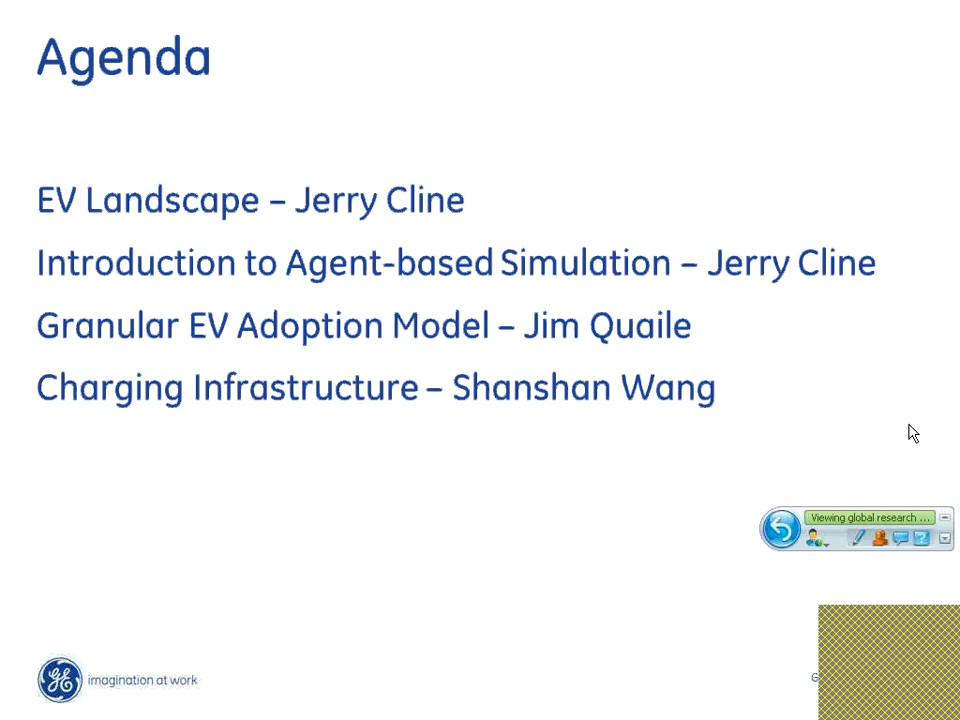 Agenda
EV Landscape – Jerry Cline
Introduction to Agent-based Simulation – Jerry Cline
Granular EV Adoption Model – Jim Quaile
Charging Infrastructure – Shanshan Wang
Viewing global research ...
GE imagination at work
G